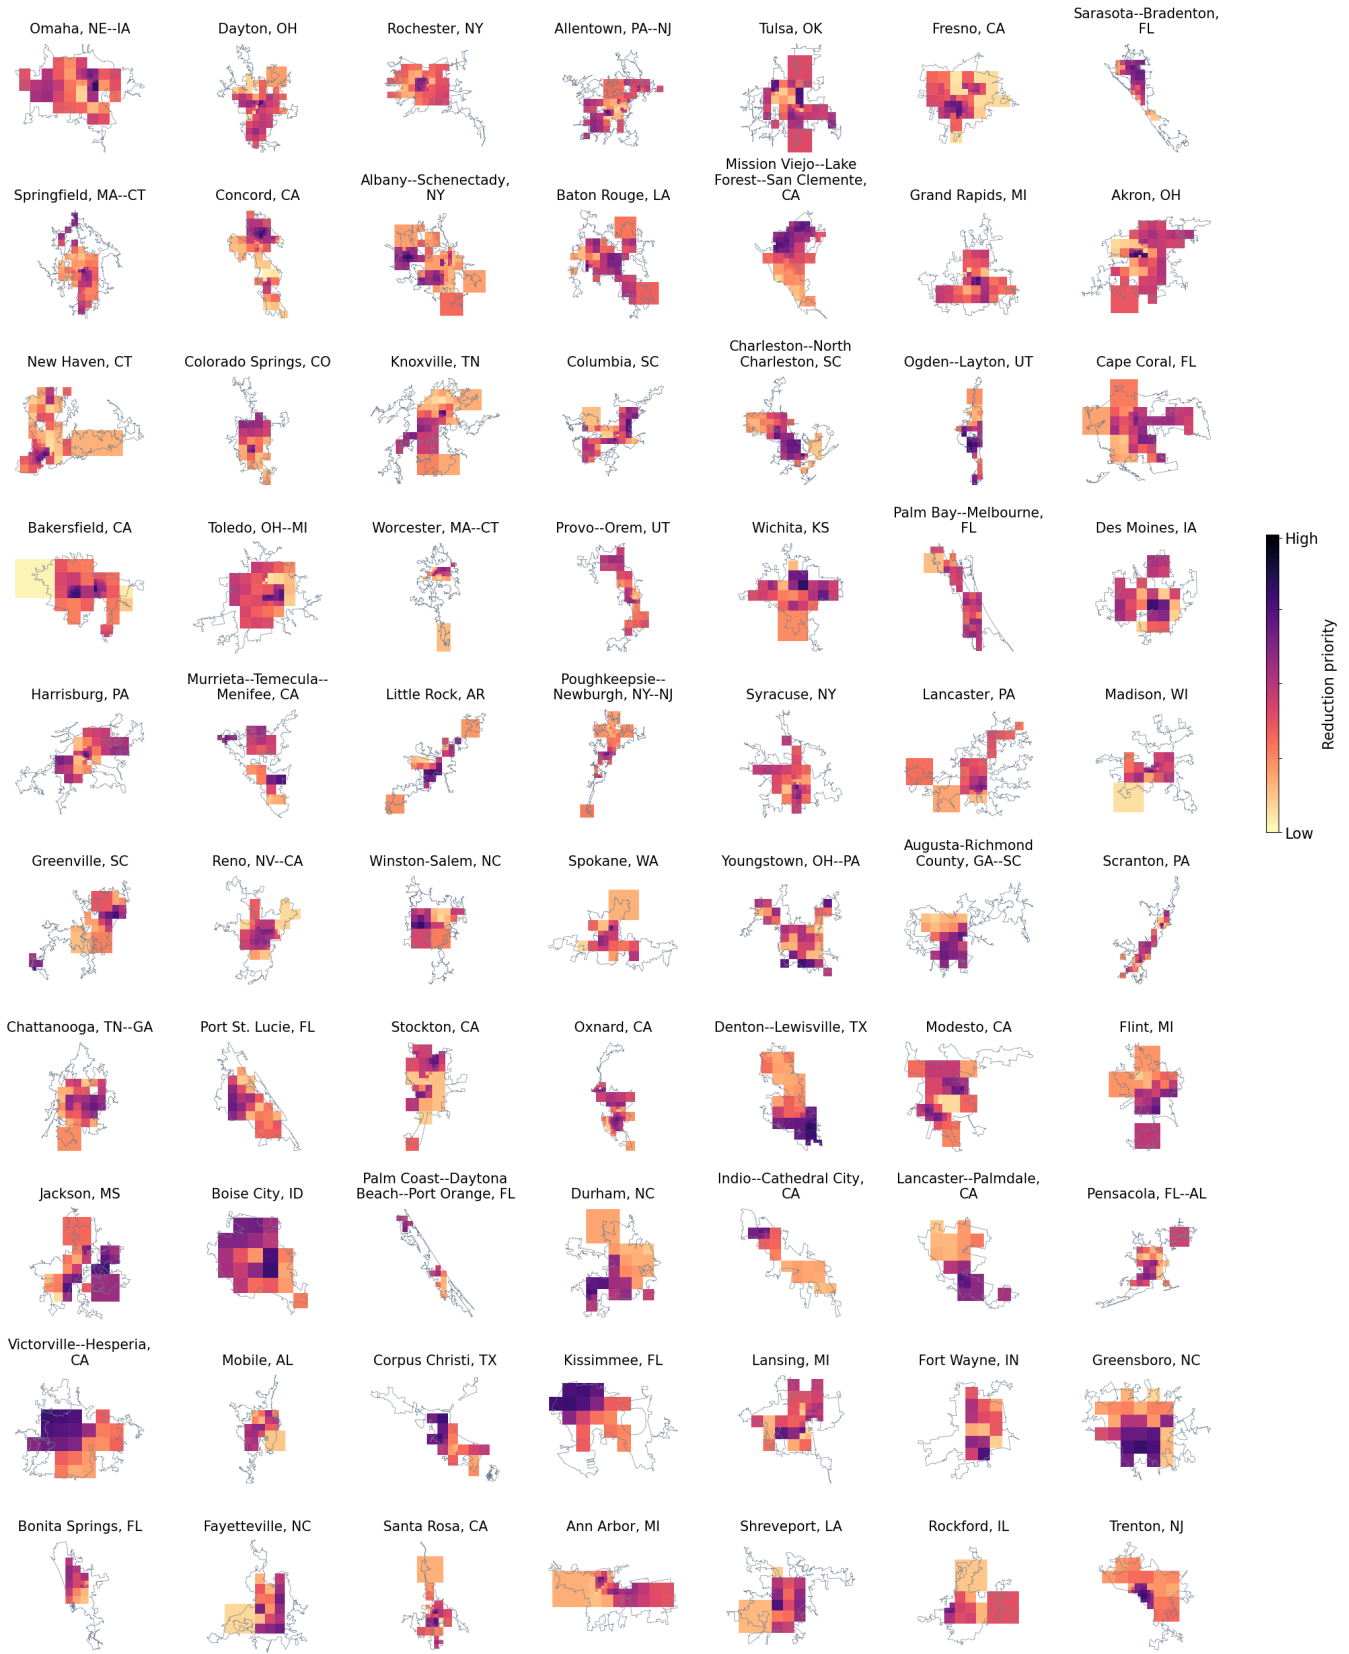 Omaha, NE--IA
Dayton, OH
Rochester, NY
Allentown, PA--NJ
Tulsa, OK
Fresno, CA
Sarasota--Bradenton,
FL
Springfield, MA--CT
Concord, CA
Albany--Schenectady,
NY
Baton Rouge, LA
Mission Viejo--Lake
Forest--San Clemente,
CA
Grand Rapids, MI
Akron, OH
New Haven, CT
Colorado Springs, CO
Knoxville, TN
Columbia, SC
Charleston--North
Charleston, SC
Ogden--Layton, UT
Cape Coral, FL
Bakersfield, CA
Toledo, OH--MI
Worcester, MA--CT
Provo--Orem, UT
Wichita, KS
Palm Bay--Melbourne,
FL
Des Moines, IA
High
Reduction priority
Low
Harrisburg, PA
Murrieta--Temecula--
Menifee, CA
Little Rock, AR
Poughkeepsie--
Newburgh, NY--NJ
Syracuse, NY
Lancaster, PA
Madison, WI
Greenville, SC
Reno, NV--CA
Winston-Salem, NC
Spokane, WA
Youngstown, OH--PA
Augusta-Richmond
County, GA--SC
Scranton, PA
Chattanooga, TN--GA
Port St. Lucie, FL
Stockton, CA
Oxnard, CA
Denton--Lewisville, TX
Modesto, CA
Flint, MI
Jackson, MS
Boise City, ID
Palm Coast--Daytona
Beach--Port Orange, FL
Durham, NC
Indio--Cathedral City,
CA
Lancaster--Palmdale,
CA
Pensacola, FL--AL
Victorville--Hesperia,
CA
Mobile, AL
Corpus Christi, TX
Kissimmee, FL
Lansing, MI
Fort Wayne, IN
Greensboro, NC
Bonita Springs, FL
Fayetteville, NC
Santa Rosa, CA
Ann Arbor, MI
Shreveport, LA
Rockford, IL
Trenton, NJ